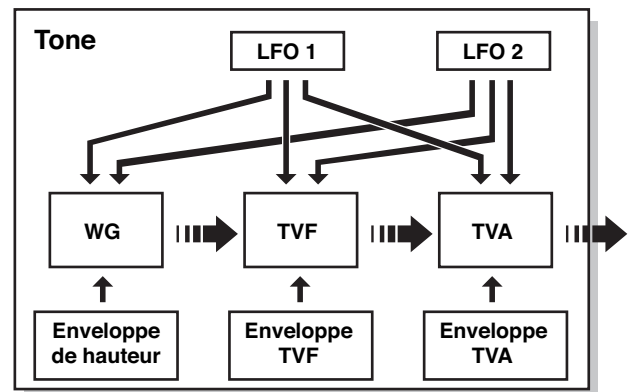 Tone
LFO 1
LFO 2
WG
TVF
TVA
Enveloppe
de hauteur
Enveloppe
TVF
Enveloppe
TVA